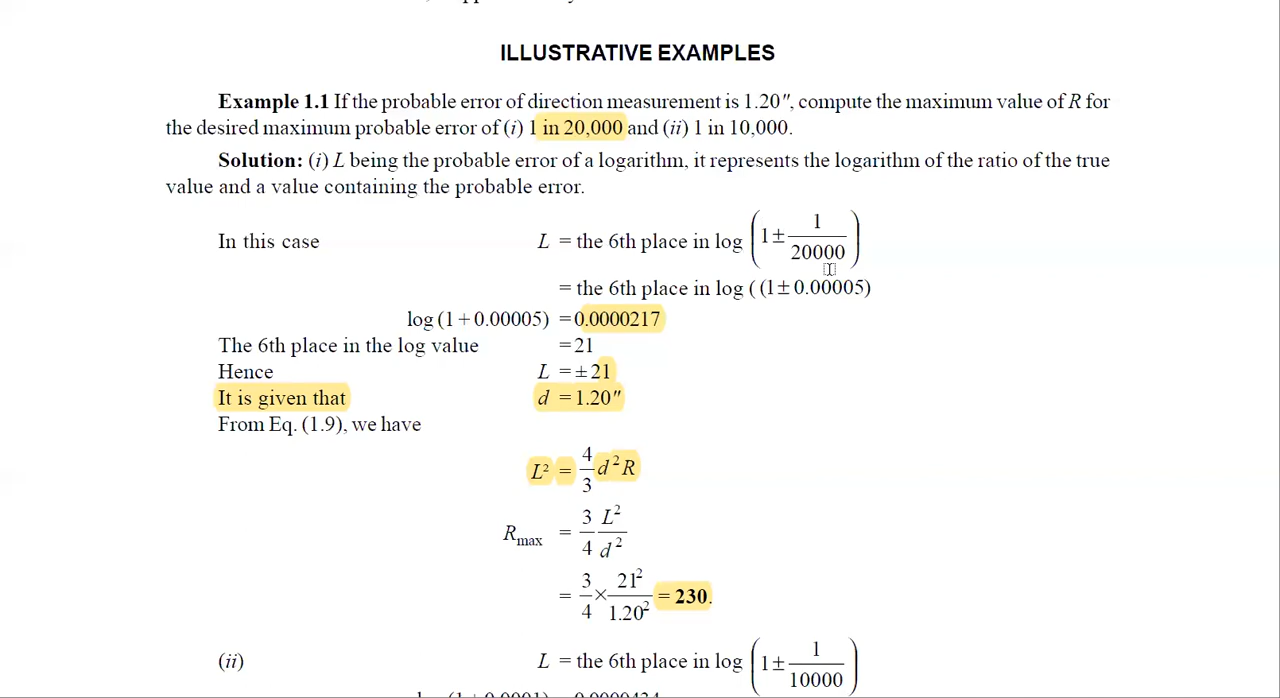 ILLUSTRATIVE EXAMPLES
Example 1.1 If the probable error of direction measurement is 1.20″, compute the maximum value of R for
the desired maximum probable error of (i) 1 in 20,000 and (ii) 1 in 10,000.
Solution: (i) L being the probable error of a logarithm, it represents the logarithm of the ratio of the true
value and a value containing the probable error.
In this case L = the 6th place in log (1 ± 1/20000)
= the 6th place in log ( (1 ± 0.00005)
log (1 + 0.00005) = 0.0000217
The 6th place in the log value = 21
Hence L = ± 21
It is given that d = 1.20″
From Eq. (1.9), we have
L² = 4/3 d² R
Rmax = 3/4 L²/d²
= 3/4 × 21²/1.20² = 230.
(ii) L = the 6th place in log (1 ± 1/10000)